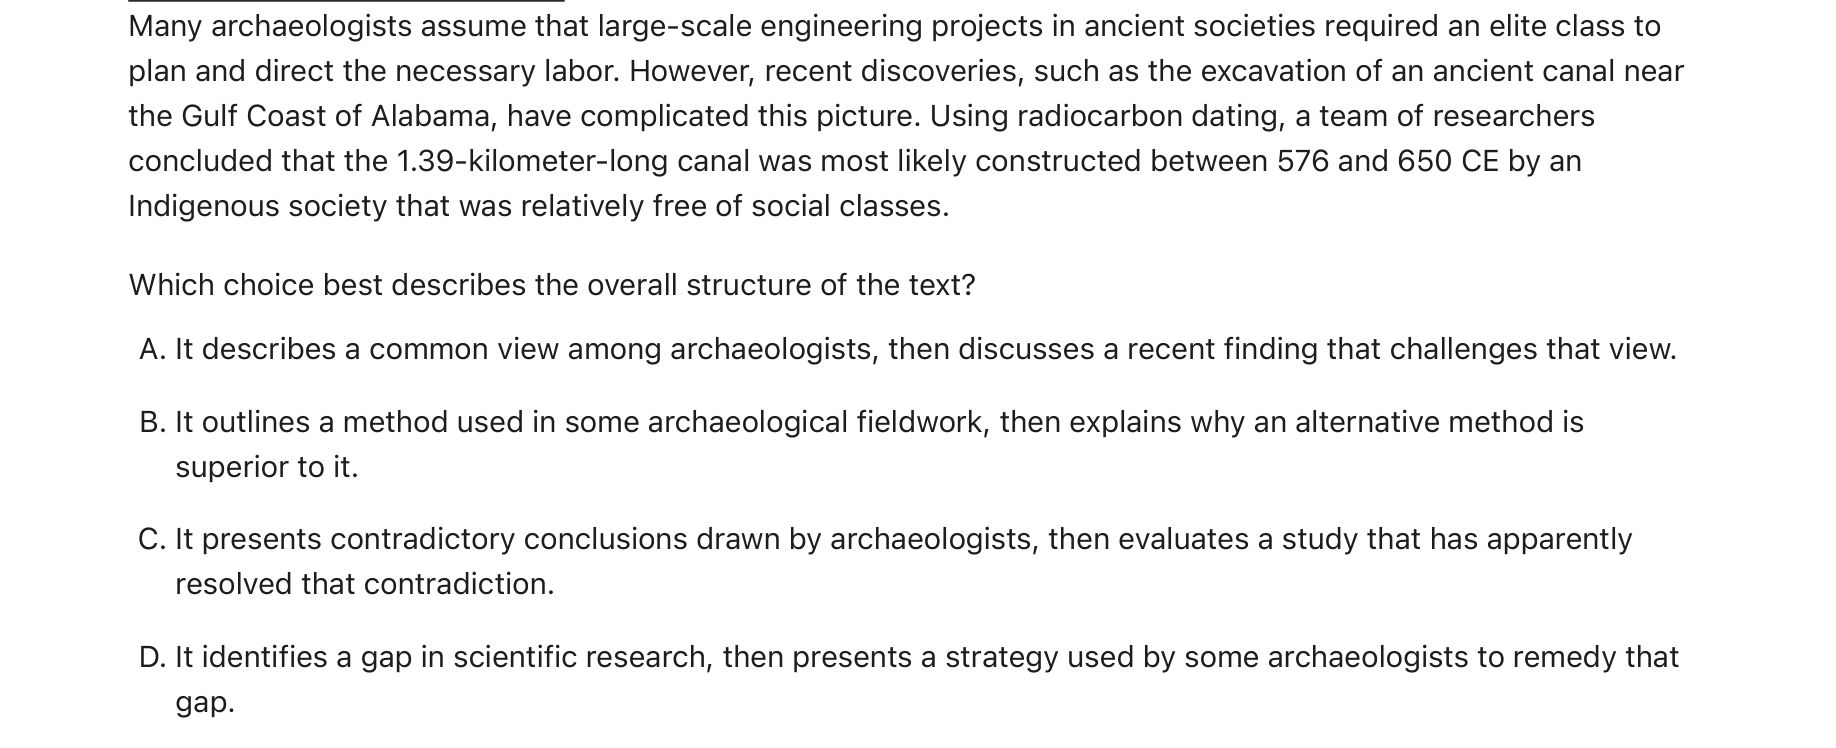 Many archaeologists assume that large-scale engineering projects in ancient societies required an elite class to
plan and direct the necessary labor. However, recent discoveries, such as the excavation of an ancient canal near
the Gulf Coast of Alabama, have complicated this picture. Using radiocarbon dating, a team of researchers
concluded that the 1.39-kilometer-long canal was most likely constructed between 576 and 650 CE by an
Indigenous society that was relatively free of social classes.
Which choice best describes the overall structure of the text?
A. It describes a common view among archaeologists, then discusses a recent finding that challenges that view.
B. It outlines a method used in some archaeological fieldwork, then explains why an alternative method is
superior to it.
C. It presents contradictory conclusions drawn by archaeologists, then evaluates a study that has apparently
resolved that contradiction.
D. It identifies a gap in scientific research, then presents a strategy used by some archaeologists to remedy that
gap.